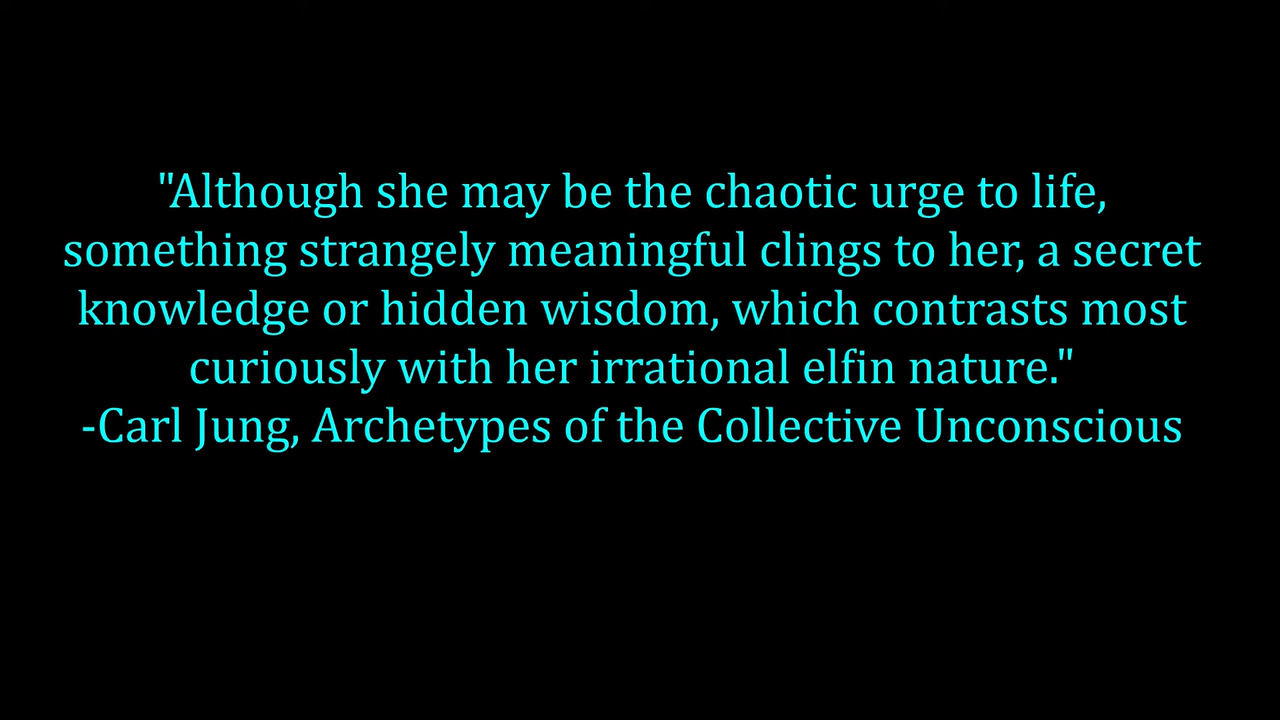 "Although she may be the chaotic urge to life,
something strangely meaningful clings to her, a secret
knowledge or hidden wisdom, which contrasts most
curiously with her irrational elfin nature."
-Carl Jung, Archetypes of the Collective Unconscious